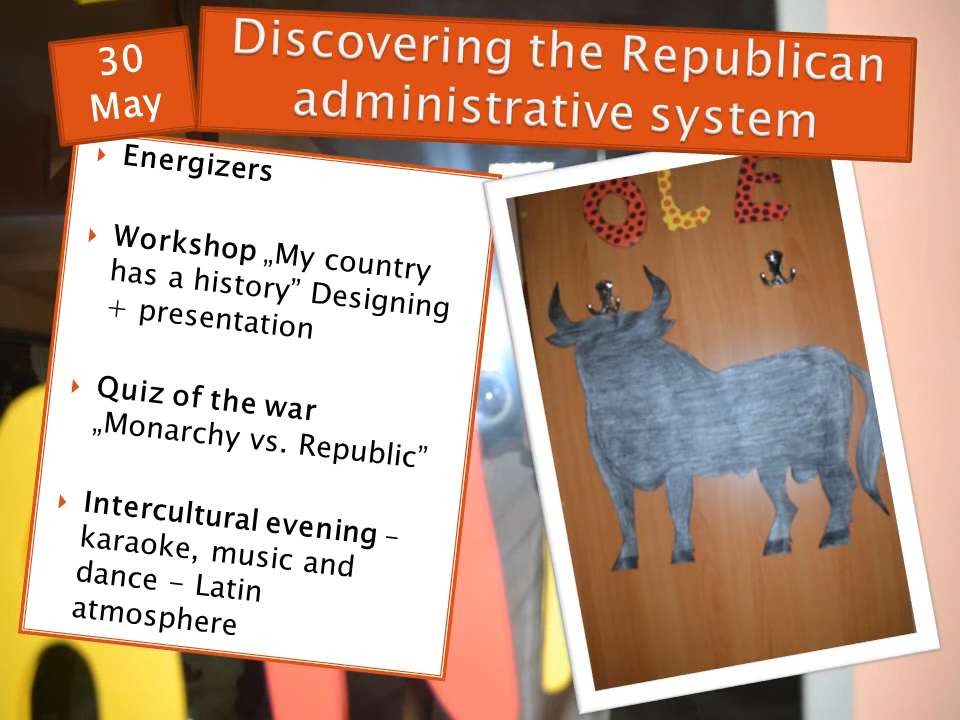 30
May
Discovering the Republican
administrative system
Energizers
Workshop „My country
has a history” Designing
+ presentation
Quiz of the war
„Monarchy vs. Republic”
Intercultural evening –
karaoke, music and
dance - Latin
atmosphere
OLE